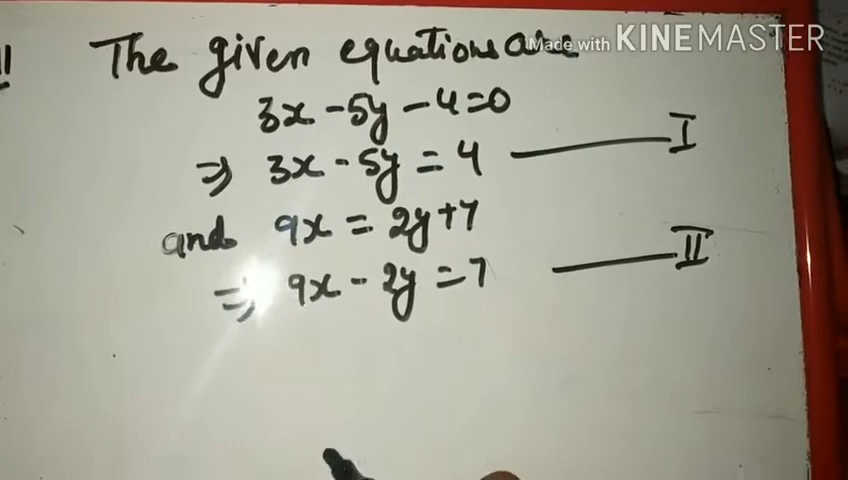 II The given equations are
Made with KINEMASTER
3x - 5y - 4 = 0
⇒ 3x - 5y = 4 —— I
and 9x = 2y + 7
⇒ 9x - 2y = 7 —— II